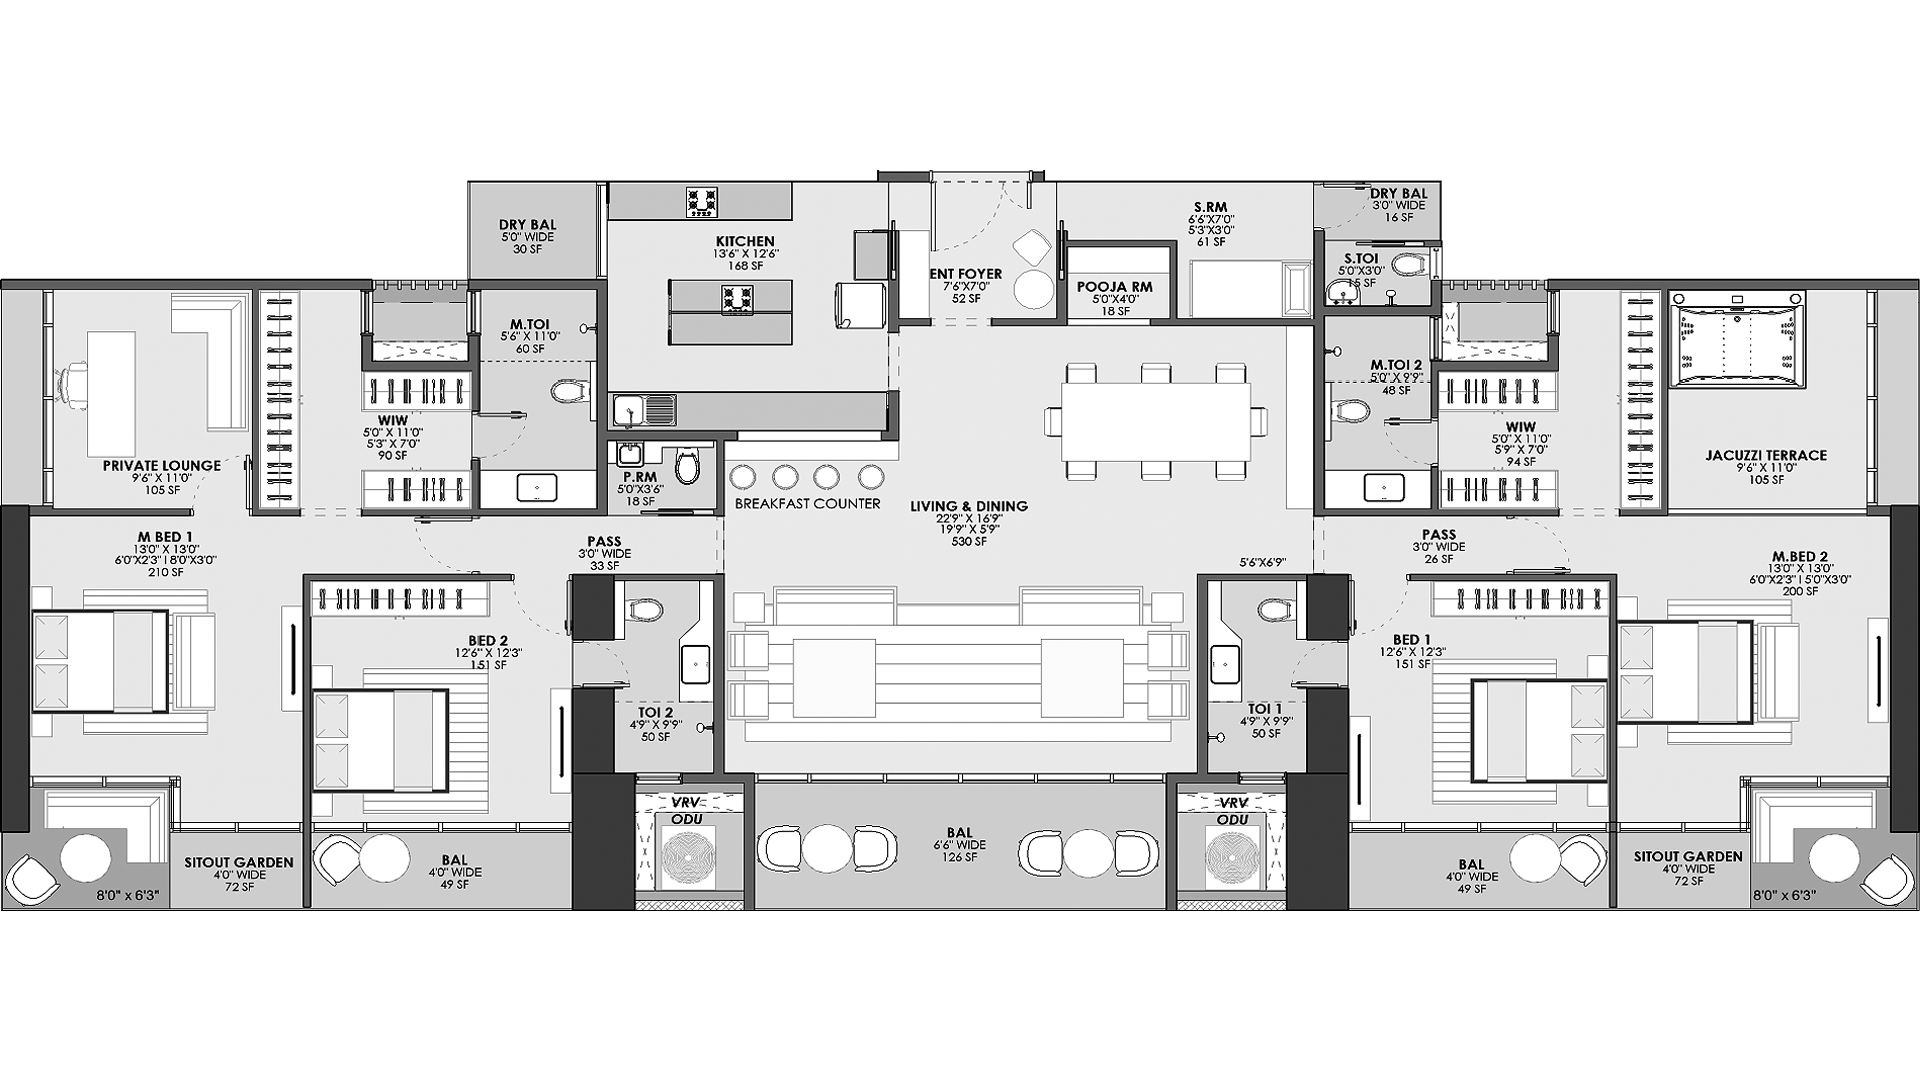 DRY BAL
5'0" WIDE
30 SF
KITCHEN
13'6" X 12'6"
168 SF
ENT FOYER
7'6"X7'0"
52 SF
S.RM
6'6"X7'0"
5'3"X3'0"
61 SF
DRY BAL
3'0" WIDE
16 SF
POOJA RM
5'0"X4'0"
18 SF
S.TOI
5'0"X3'0"
15 SF
M.TOI
5'6" X 11'0"
60 SF
M.TOI 2
5'0" X 9'9"
48 SF
WIW
5'0" X 11'0"
5'3" X 7'0"
90 SF
WIW
5'0" X 11'0"
5'9" X 7'0"
94 SF
PRIVATE LOUNGE
9'6" X 11'0"
105 SF
JACUZZI TERRACE
9'6" X 11'0"
105 SF
P.RM
5'0"X3'6"
18 SF
BREAKFAST COUNTER
LIVING & DINING
22'9" X 16'9"
19'9" X 5'9"
530 SF
5'6"X6'9"
M BED 1
13'0" X 13'0"
6'0"X2'3" | 8'0"X3'0"
210 SF
PASS
3'0" WIDE
33 SF
PASS
3'0" WIDE
26 SF
M.BED 2
13'0" X 13'0"
6'0"X2'3" | 5'0"X3'0"
200 SF
BED 2
12'6" X 12'3"
151 SF
BED 1
12'6" X 12'3"
151 SF
TOI 2
4'9" X 9'9"
50 SF
TOI 1
4'9" X 9'9"
50 SF
VRV
ODU
VRV
ODU
BAL
6'6" WIDE
126 SF
SITOUT GARDEN
4'0" WIDE
72 SF
8'0" x 6'3"
BAL
4'0" WIDE
49 SF
BAL
4'0" WIDE
49 SF
SITOUT GARDEN
4'0" WIDE
72 SF
8'0" x 6'3"